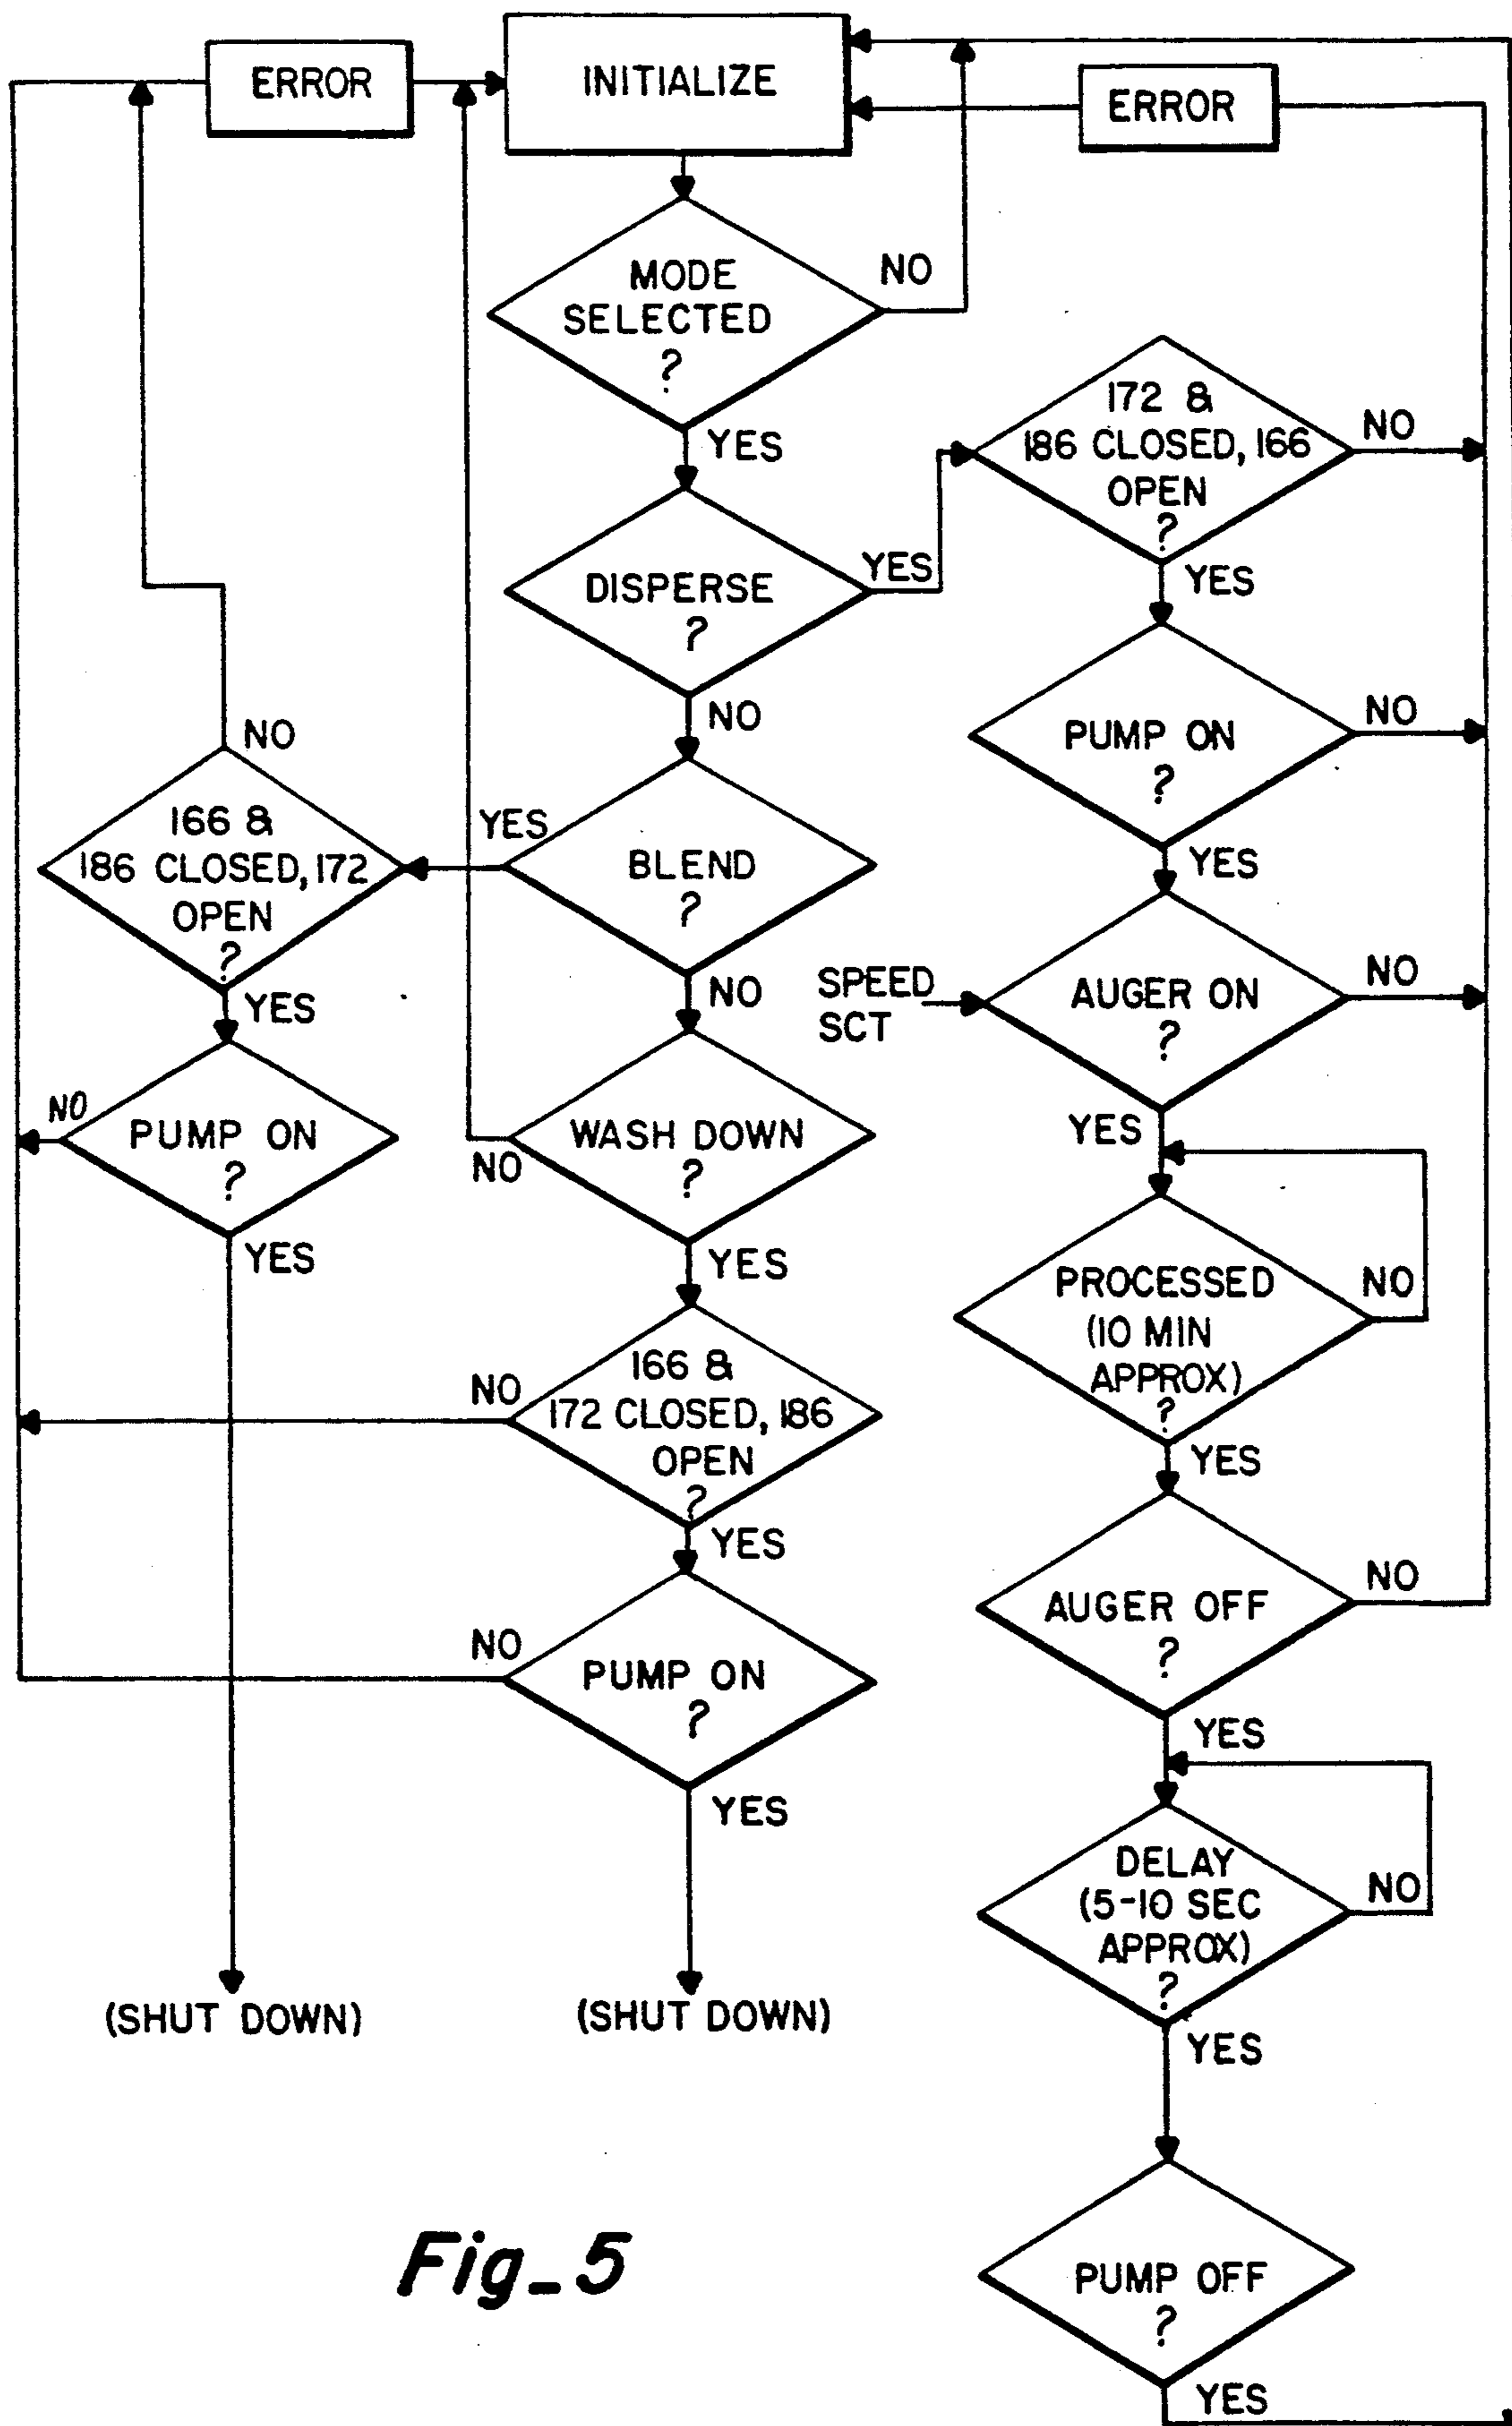 ERROR
INITIALIZE
ERROR
MODE
SELECTED
?
NO
YES
DISPERSE
?
YES
NO
172 &
186 CLOSED, 166
OPEN
?
NO
YES
PUMP ON
?
NO
YES
BLEND
?
YES
NO
NO
166 &
186 CLOSED, 172
OPEN
?
YES
PUMP ON
?
NO
YES
(SHUT DOWN)
WASH DOWN
?
NO
YES
166 &
172 CLOSED, 186
OPEN
?
NO
YES
PUMP ON
?
NO
YES
(SHUT DOWN)
SPEED
SCT
AUGER ON
?
NO
YES
PROCESSED
(10 MIN
APPROX)
?
NO
YES
AUGER OFF
?
NO
YES
DELAY
(5-10 SEC
APPROX)
?
NO
YES
PUMP OFF
?
YES
Fig_5